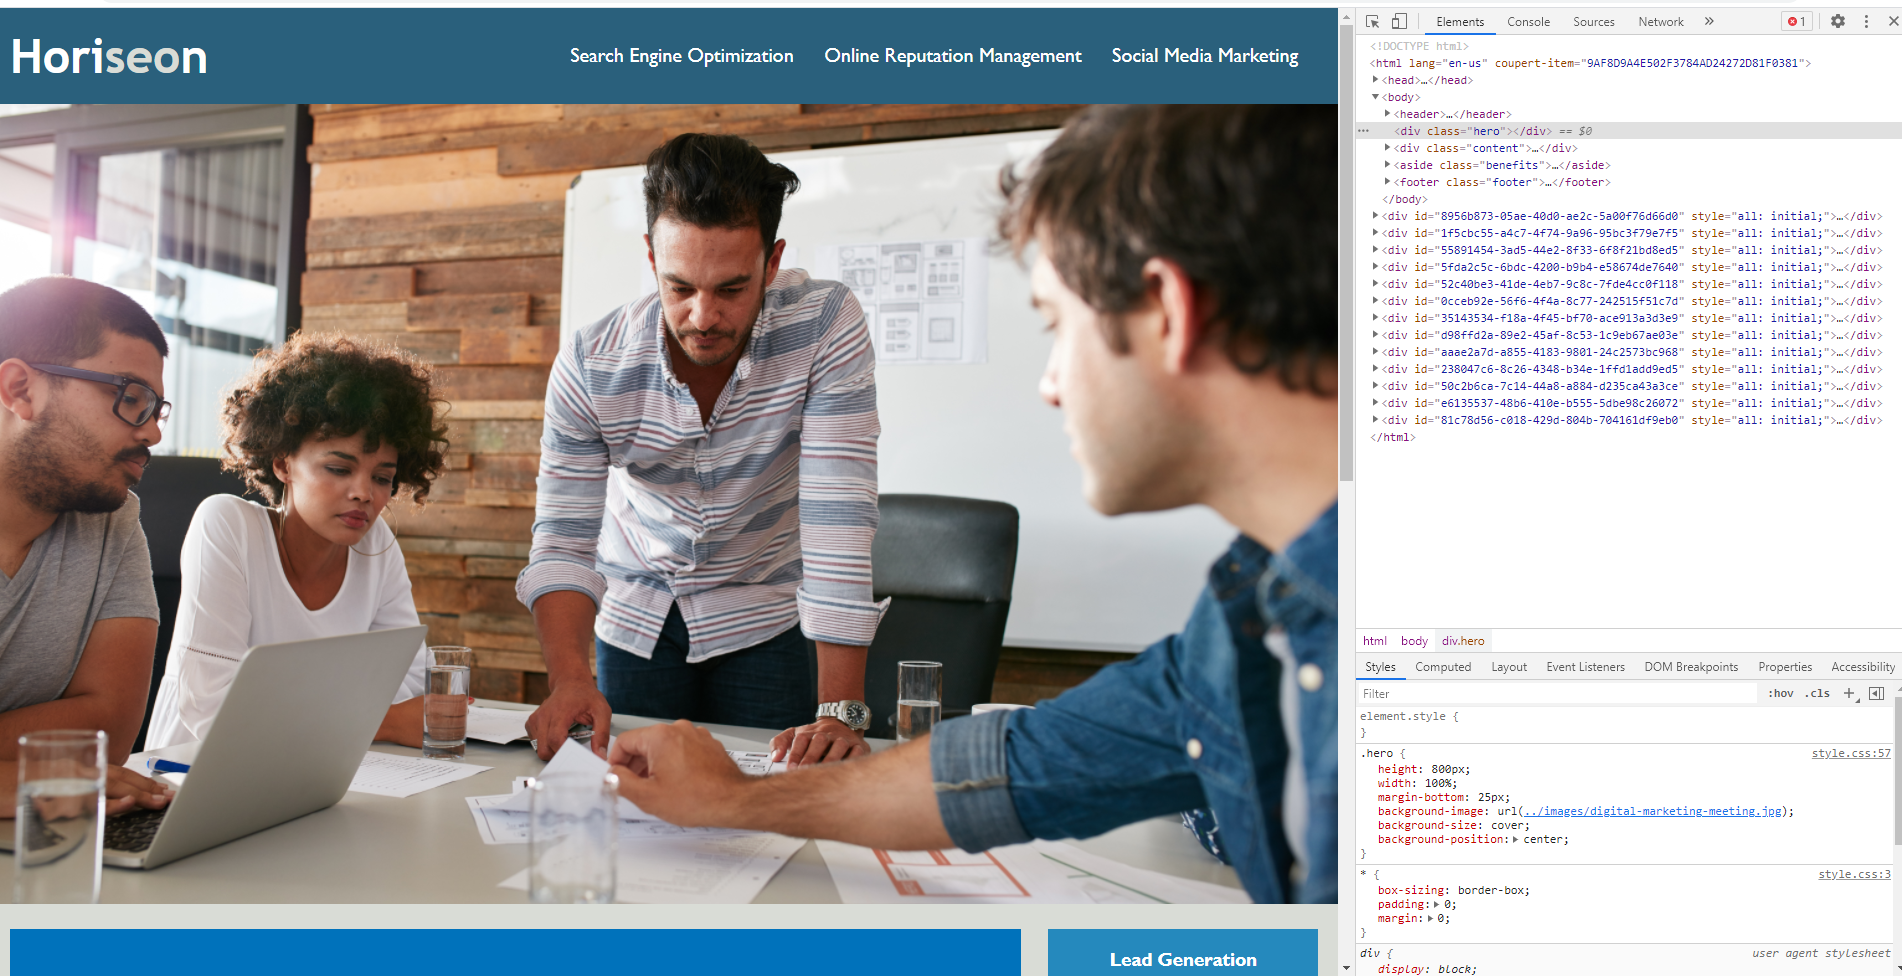 Horiseon
Search Engine Optimization
Online Reputation Management
Social Media Marketing
Lead Generation
Elements
Console
Sources
Network
»
1
<!DOCTYPE html>
<html lang="en-us" coupert-item="9AF8D9A4E502F3784AD24272D81F0381">
<head>…</head>
<body>
<header>…</header>
<div class="hero"></div> == $0
<div class="content">…</div>
<aside class="benefits">…</aside>
<footer class="footer">…</footer>
</body>
<div id="8956b873-05ae-40d0-ae2c-5a00f76d66d0" style="all: initial;">…</div>
<div id="1f5cbc55-a4c7-4f74-9a96-95bc3f79e7f5" style="all: initial;">…</div>
<div id="55891454-3ad5-44e2-8f33-6f8f21bd8ed5" style="all: initial;">…</div>
<div id="5fda2c5c-6bdc-4200-b9b4-e58674de7640" style="all: initial;">…</div>
<div id="52c40be3-41de-4eb7-9c8c-7fde4cc0f118" style="all: initial;">…</div>
<div id="0cceb92e-56f6-4f4a-8c77-242515f51c7d" style="all: initial;">…</div>
<div id="35143534-f18a-4f45-bf70-ace913a3d3e9" style="all: initial;">…</div>
<div id="d98ffd2a-89e2-45af-8c53-1c9eb67ae03e" style="all: initial;">…</div>
<div id="aaae2a7d-a855-4183-9801-24c2573bc968" style="all: initial;">…</div>
<div id="238047c6-8c26-4348-b34e-1ffd1add9ed5" style="all: initial;">…</div>
<div id="50c2b6ca-7c14-44a8-a884-d235ca43a3ce" style="all: initial;">…</div>
<div id="e6135537-48b6-410e-b555-5dbe98c26072" style="all: initial;">…</div>
<div id="81c78d56-c018-429d-804b-704161df9eb0" style="all: initial;">…</div>
</html>
html body div.hero
Styles
Computed
Layout
Event Listeners
DOM Breakpoints
Properties
Accessibility
Filter
:hov .cls
element.style {
}
.hero {
style.css:57
height: 800px;
width: 100%;
margin-bottom: 25px;
background-image: url(../images/digital-marketing-meeting.jpg);
background-size: cover;
background-position: center;
}
* {
style.css:3
box-sizing: border-box;
padding: 0;
margin: 0;
}
div {
user agent stylesheet
display: block;